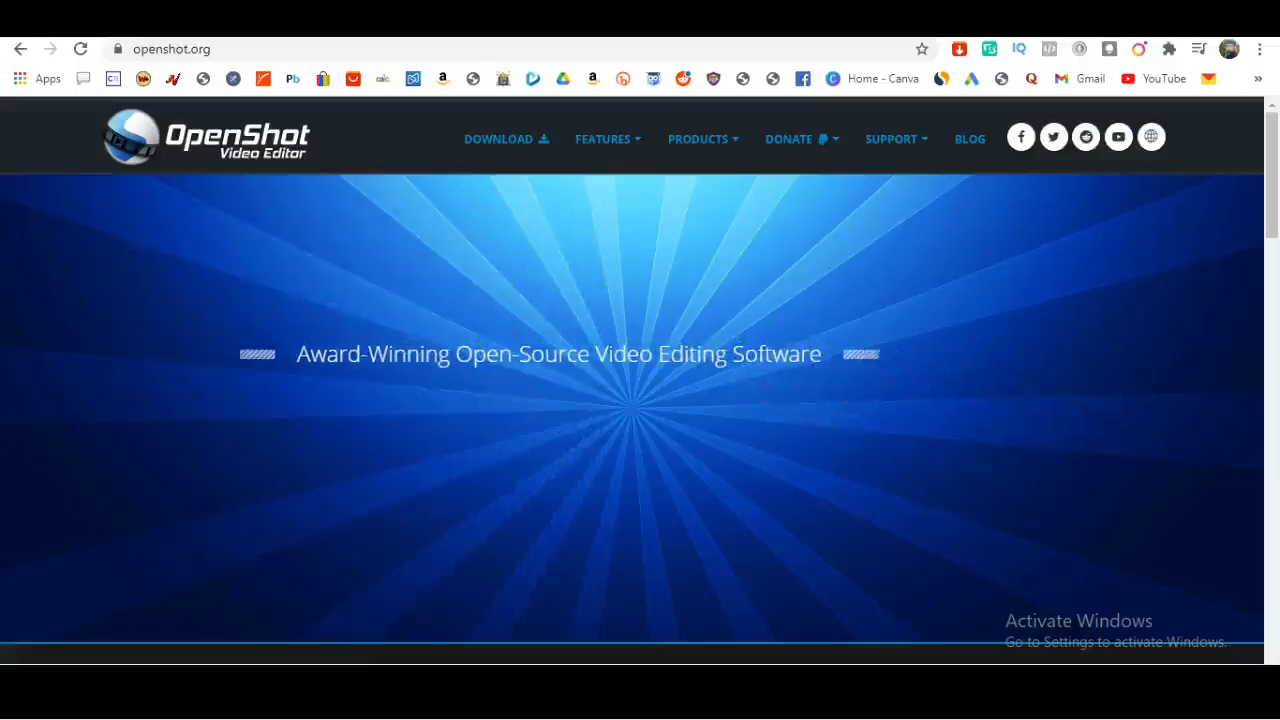 openshot.org
Apps
Pb
Home - Canva
Gmail
YouTube
»
OpenShot
Video Editor
DOWNLOAD
FEATURES
PRODUCTS
DONATE
SUPPORT
BLOG
Award-Winning Open-Source Video Editing Software
Activate Windows
Go to Settings to activate Windows.